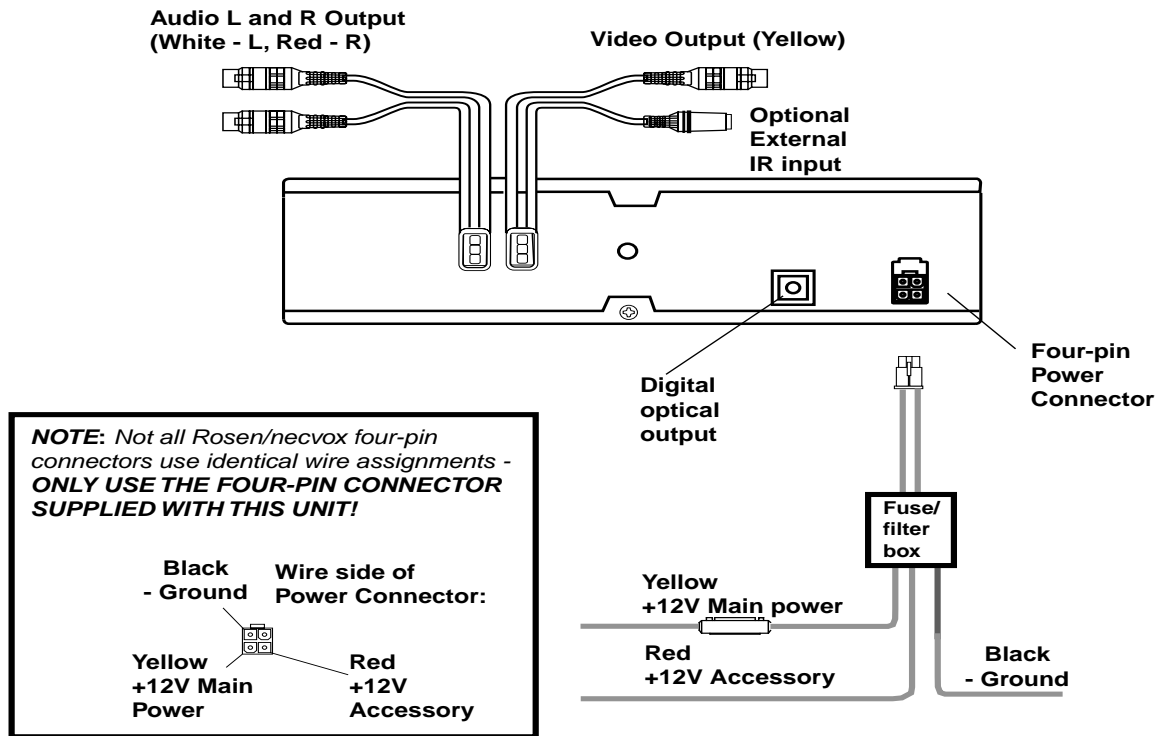 Audio L and R Output
(White - L, Red - R)
Video Output (Yellow)
Optional
External
IR input
Four-pin
Power
Connector
Digital
optical
output
NOTE: Not all Rosen/necvox four-pin
connectors use identical wire assignments -
ONLY USE THE FOUR-PIN CONNECTOR
SUPPLIED WITH THIS UNIT!
Black
- Ground
Wire side of
Power Connector:
Yellow
+12V Main
Power
Red
+12V
Accessory
Fuse/
filter
box
Yellow
+12V Main power
Red
+12V Accessory
Black
- Ground